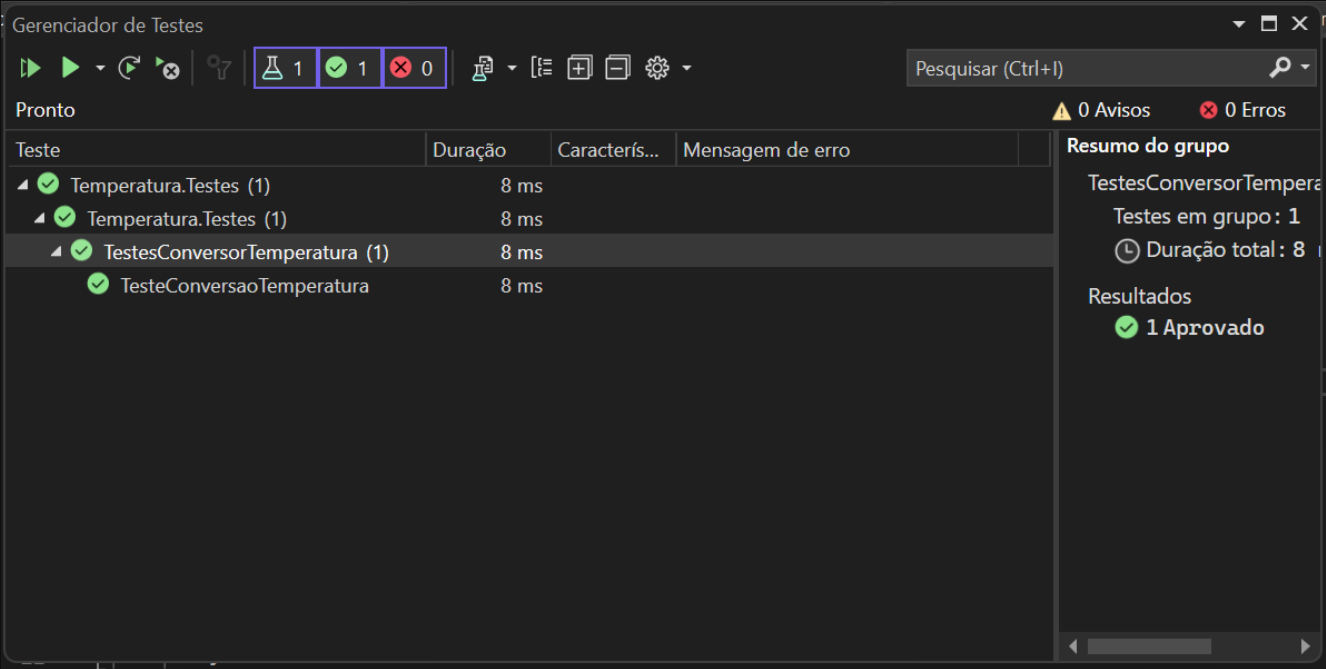 Gerenciador de Testes
1 1 0 Pesquisar (Ctrl+I)
Pronto 0 Avisos 0 Erros
Teste Duração Caracterís... Mensagem de erro
Temperatura.Testes (1) 8 ms
Temperatura.Testes (1) 8 ms
TestesConversorTemperatura (1) 8 ms
TesteConversaoTemperatura 8 ms
Resumo do grupo
TestesConversorTempera
Testes em grupo: 1
Duração total: 8
Resultados
1 Aprovado